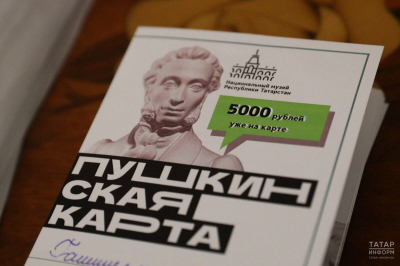 Национальный музей
Республики Татарстан
5000 рублей
уже на карте
ПУШКИН
СКАЯ
КАРТА
ТАТАР
ИНФОРМ